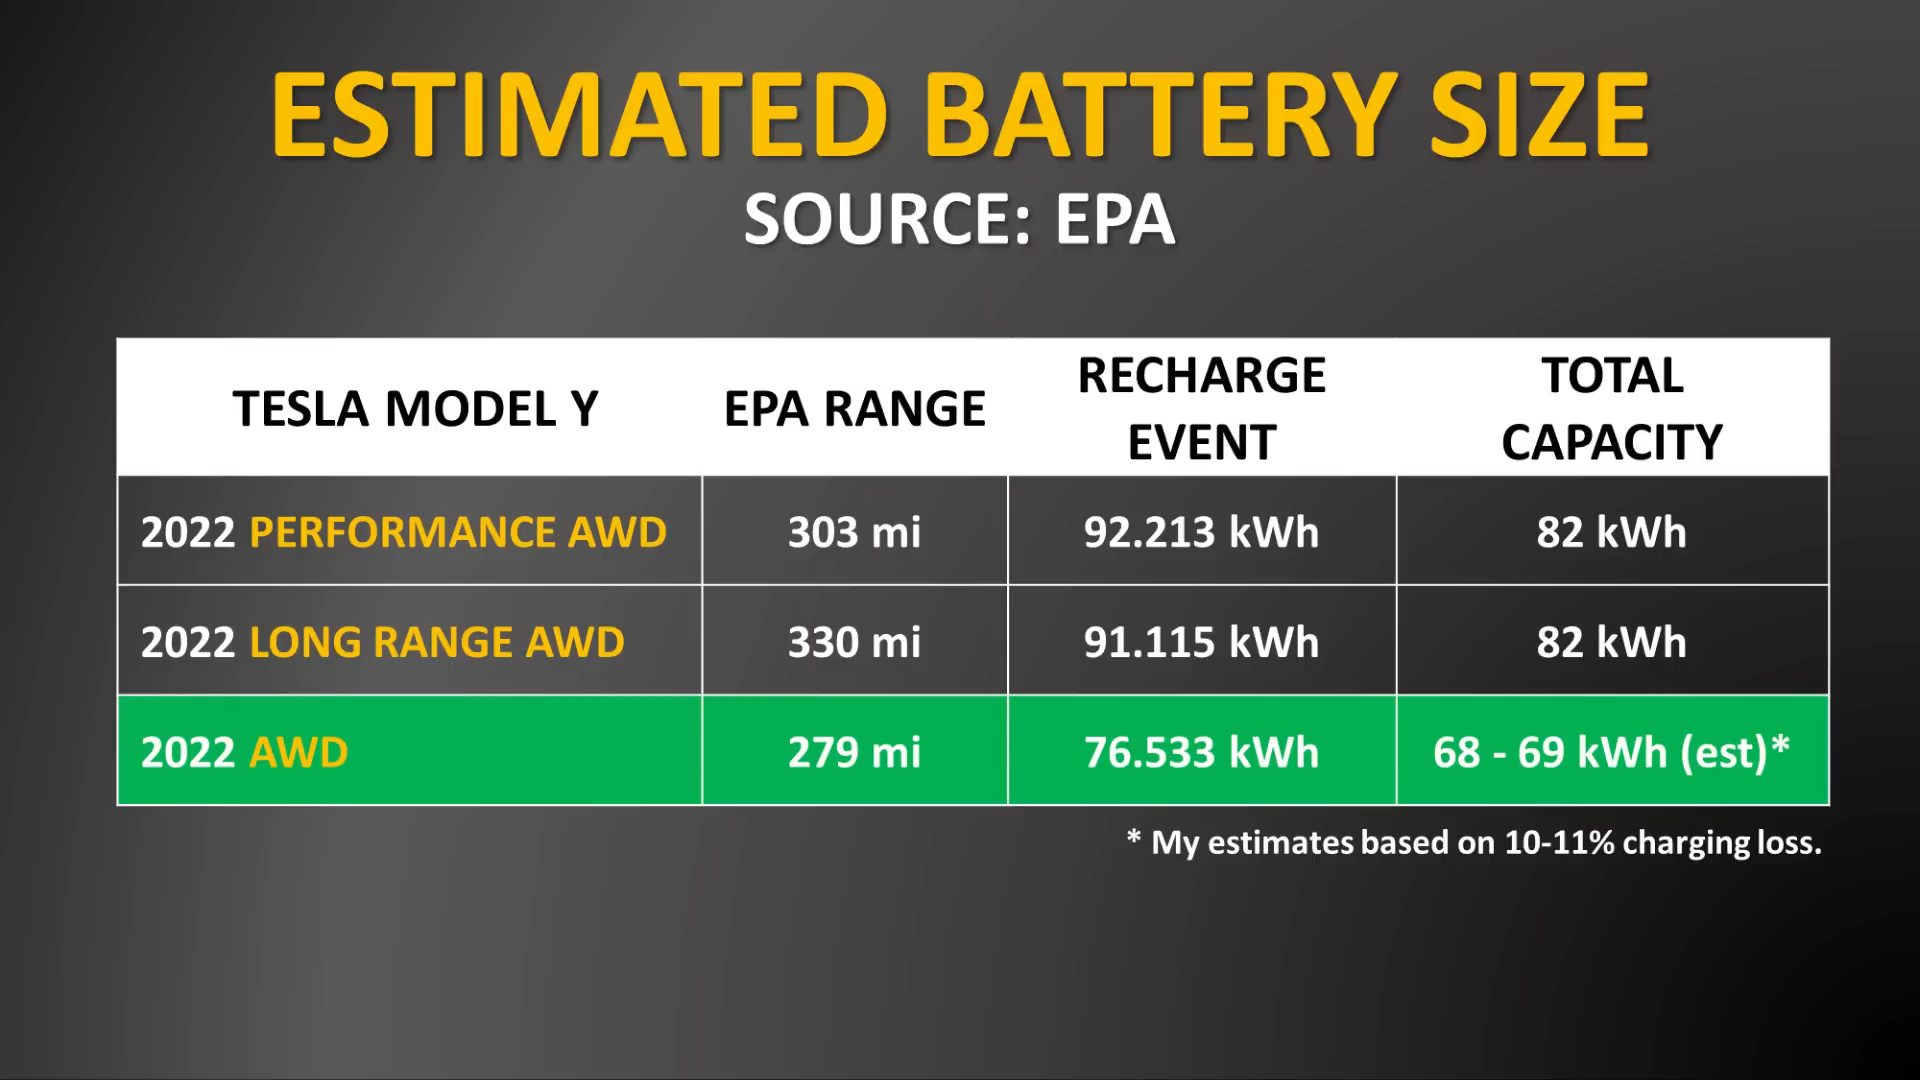 ESTIMATED BATTERY SIZE
SOURCE: EPA
TESLA MODEL Y
EPA RANGE
RECHARGE
EVENT
TOTAL
CAPACITY
2022 PERFORMANCE AWD
303 mi
92.213 kWh
82 kWh
2022 LONG RANGE AWD
330 mi
91.115 kWh
82 kWh
2022 AWD
279 mi
76.533 kWh
68 - 69 kWh (est)*
* My estimates based on 10-11% charging loss.